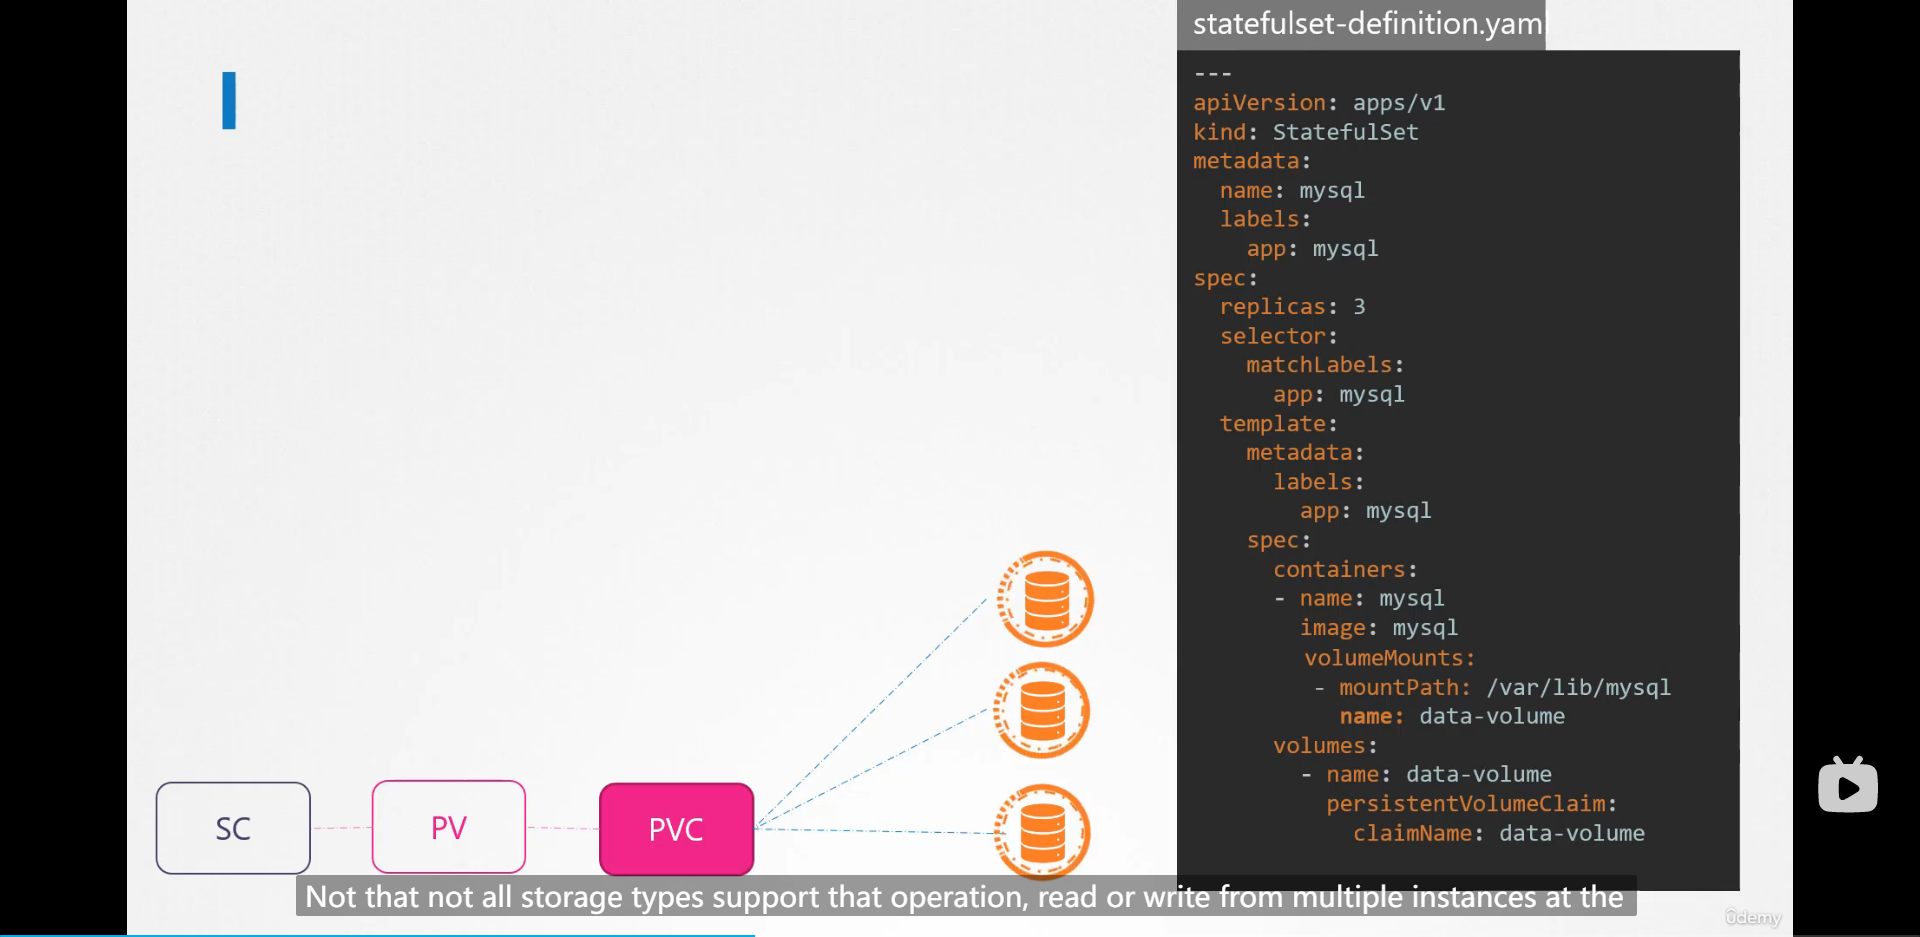 statefulset-definition.yam
---
apiVersion: apps/v1
kind: StatefulSet
metadata:
  name: mysql
  labels:
    app: mysql
spec:
  replicas: 3
  selector:
    matchLabels:
      app: mysql
  template:
    metadata:
      labels:
        app: mysql
    spec:
      containers:
      - name: mysql
        image: mysql
        volumeMounts:
         - mountPath: /var/lib/mysql
           name: data-volume
      volumes:
        - name: data-volume
          persistentVolumeClaim:
            claimName: data-volume
SC
PV
PVC
Not that not all storage types support that operation, read or write from multiple instances at the
ûdemy